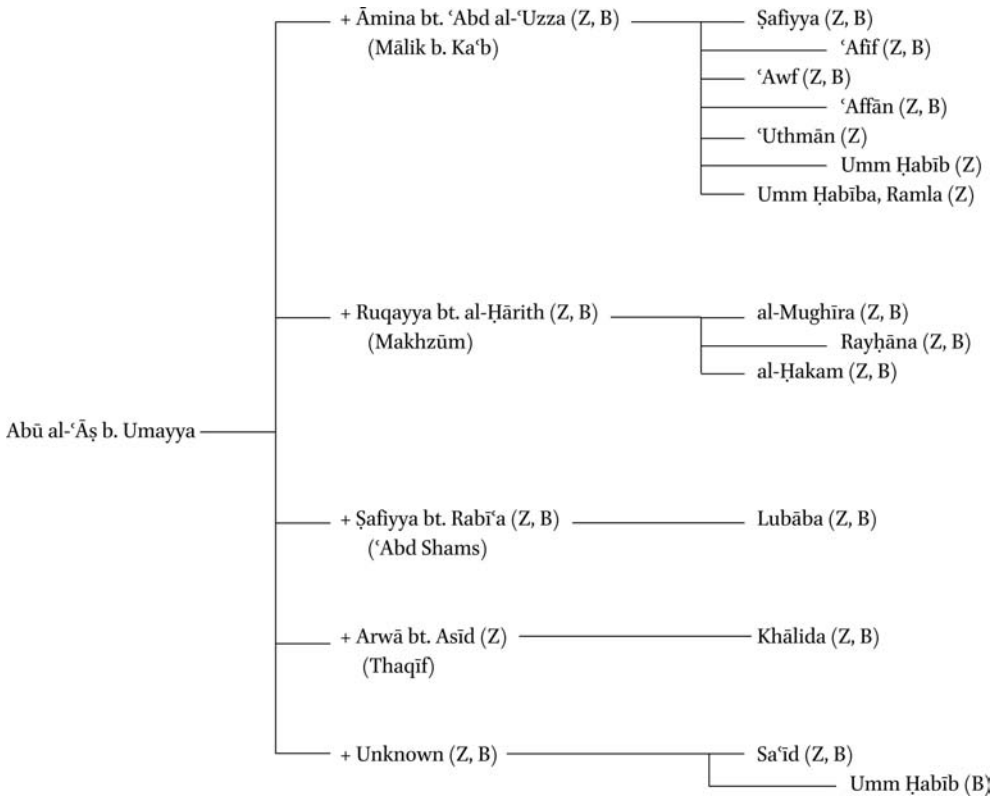 + Āmina bt. ʿAbd al-ʿUzza (Z, B)
(Mālik b. Kaʿb)
Ṣafiyya (Z, B)
ʿAfīf (Z, B)
ʿAwf (Z, B)
ʿAffān (Z, B)
ʿUthmān (Z)
Umm Ḥabīb (Z)
Umm Ḥabība, Ramla (Z)
+ Ruqayya bt. al-Ḥārith (Z, B)
(Makhzūm)
al-Mughīra (Z, B)
Rayḥāna (Z, B)
al-Ḥakam (Z, B)
Abū al-ʿĀṣ b. Umayya
+ Ṣafiyya bt. Rabīʿa (Z, B)
(ʿAbd Shams)
Lubāba (Z, B)
+ Arwā bt. Asīd (Z)
(Thaqīf)
Khālida (Z, B)
+ Unknown (Z, B)
Saʿīd (Z, B)
Umm Ḥabīb (B)